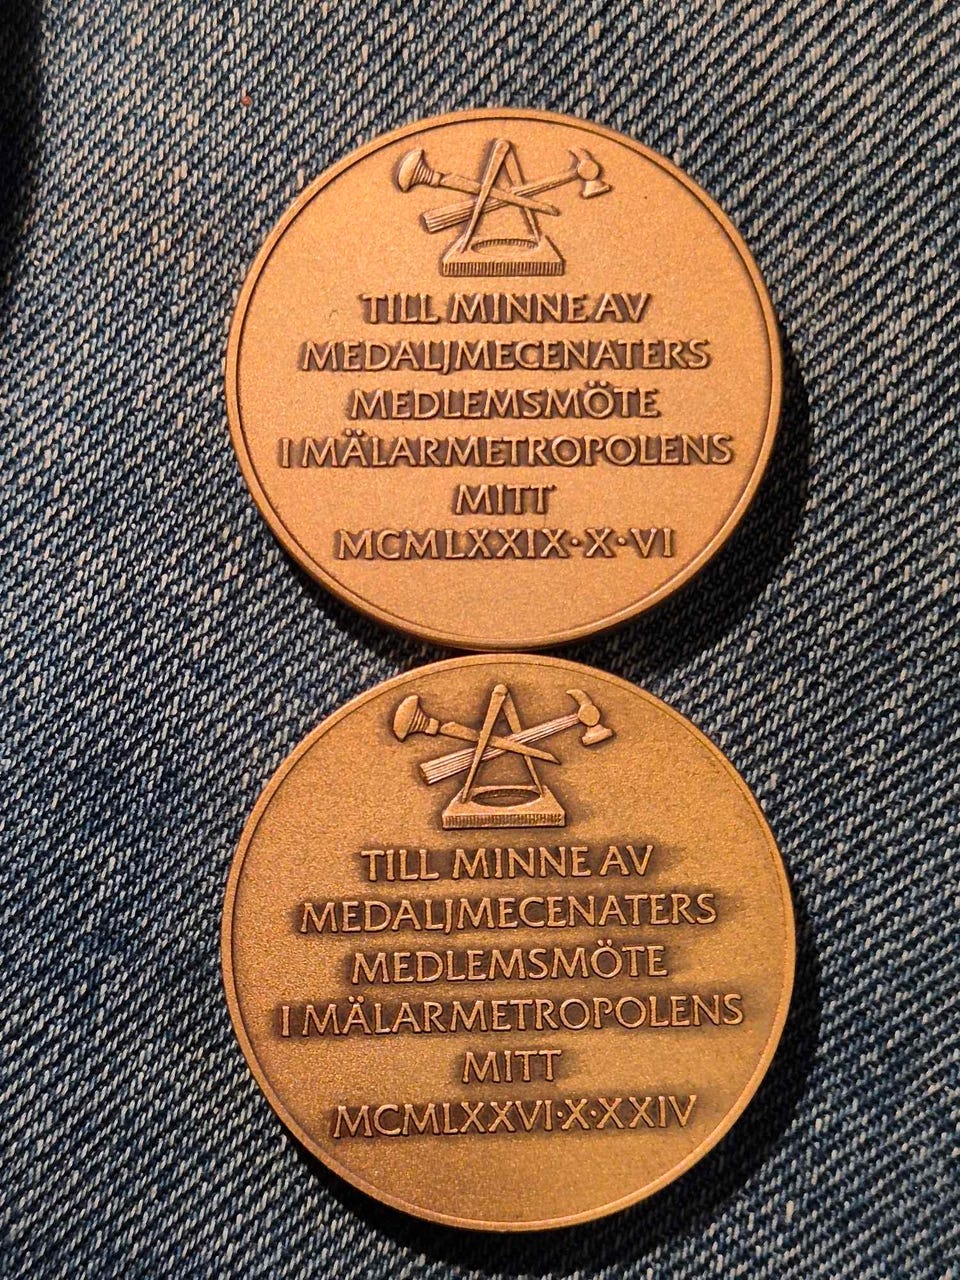 TILL MINNE AV
MEDALJMECENATERS
MEDLEMSMÖTE
I MÄLARMETROPOLENS
MITT
MCMLXXIX·X·VI
TILL MINNE AV
MEDALJMECENATERS
MEDLEMSMÖTE
I MÄLARMETROPOLENS
MITT
MCMLXXVI·X·XXIV